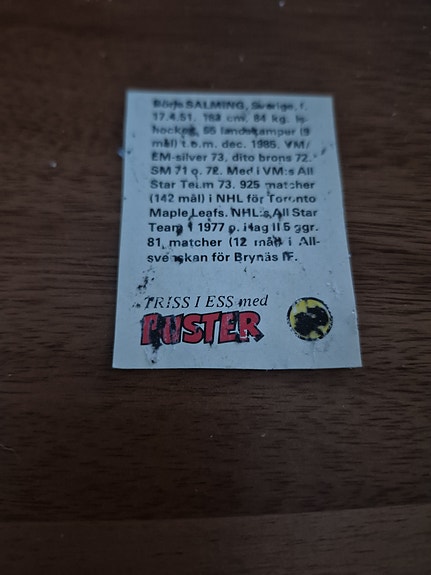 Börje SALMING, Sverige, f.
17.4.51. 183 cm, 84 kg. Is-
hockey, 55 landskamper (9
mål) t.o.m. dec. 1985. VM/
EM-silver 73, dito brons 72.
SM 71 o. 72. Med i VM:s All
Star Team 73. 925 matcher
(142 mål) i NHL för Toronto
Maple Leafs. NHL:s All Star
Team 1 1977 o. i lag II 5 ggr.
81 matcher (12 mål) i All-
svenskan för Brynäs IF.
TRISS I ESS med
BUSTER